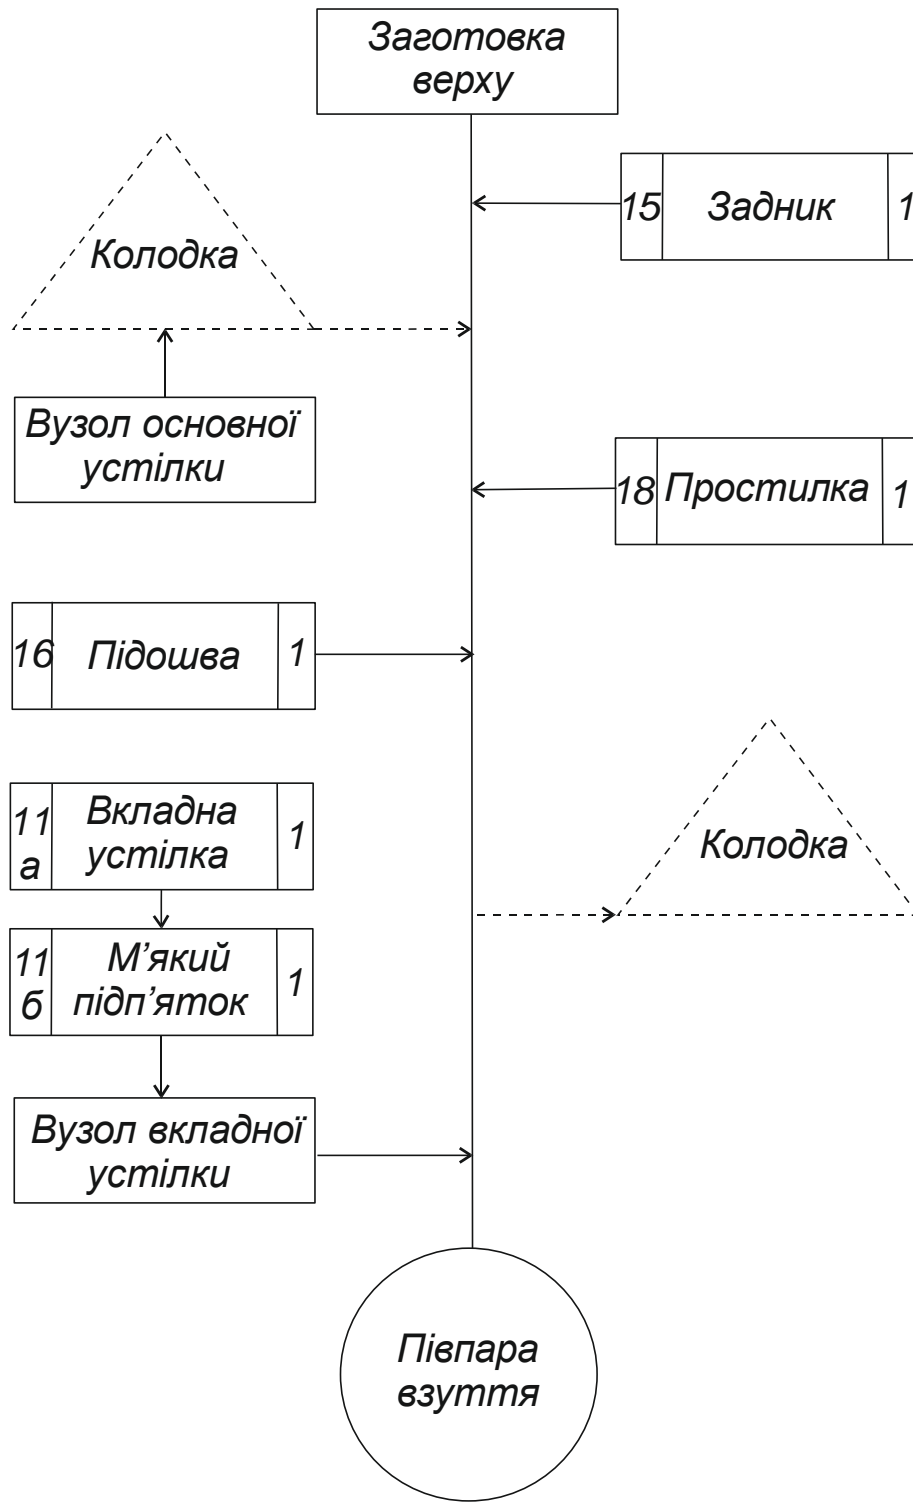 Заготовка
верху
15 Задник 1
Колодка
Вузол основної
устілки
18 Простилка 1
16 Підошва 1
11
а
Вкладна
устілка
1
Колодка
11
б
М’який
підп’яток
1
Вузол вкладної
устілки
Півпара
взуття